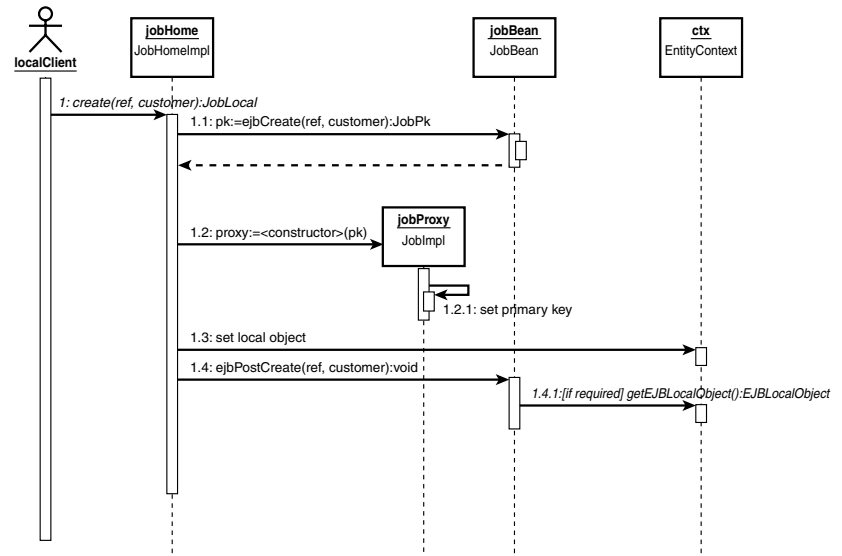 localClient
jobHome
JobHomeImpl
jobBean
JobBean
ctx
EntityContext
1: create(ref, customer):JobLocal
1.1: pk:=ejbCreate(ref, customer):JobPk
jobProxy
JobImpl
1.2: proxy:=<constructor>(pk)
1.2.1: set primary key
1.3: set local object
1.4: ejbPostCreate(ref, customer):void
1.4.1:[if required] getEJBLocalObject():EJBLocalObject